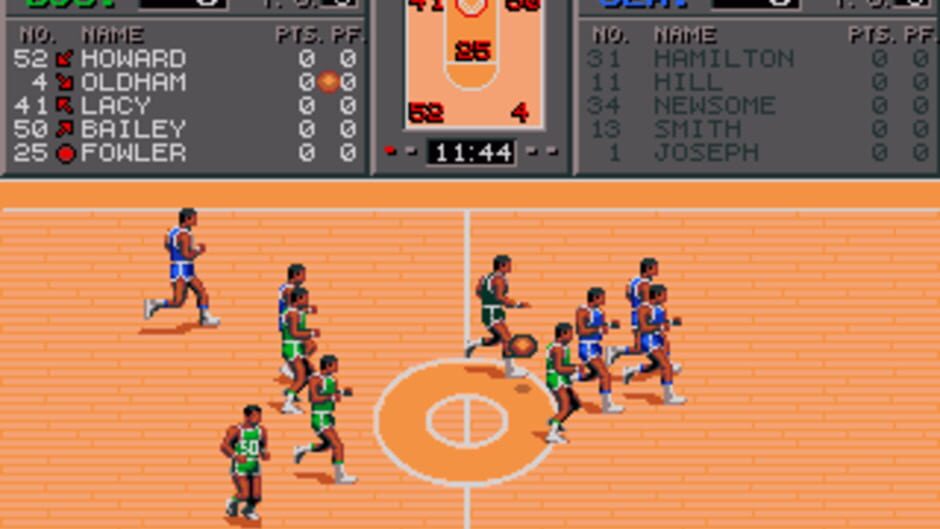 NO. NAME PTS. PF.
52 HOWARD 0 0
4 OLDHAM 0 0
41 LACY 0 0
50 BAILEY 0 0
25 FOWLER 0 0
41 50
25
52 4
11:44
NO. NAME PTS. PF.
31 HAMILTON 0 0
11 HILL 0 0
34 NEWSOME 0 0
13 SMITH 0 0
1 JOSEPH 0 0
50